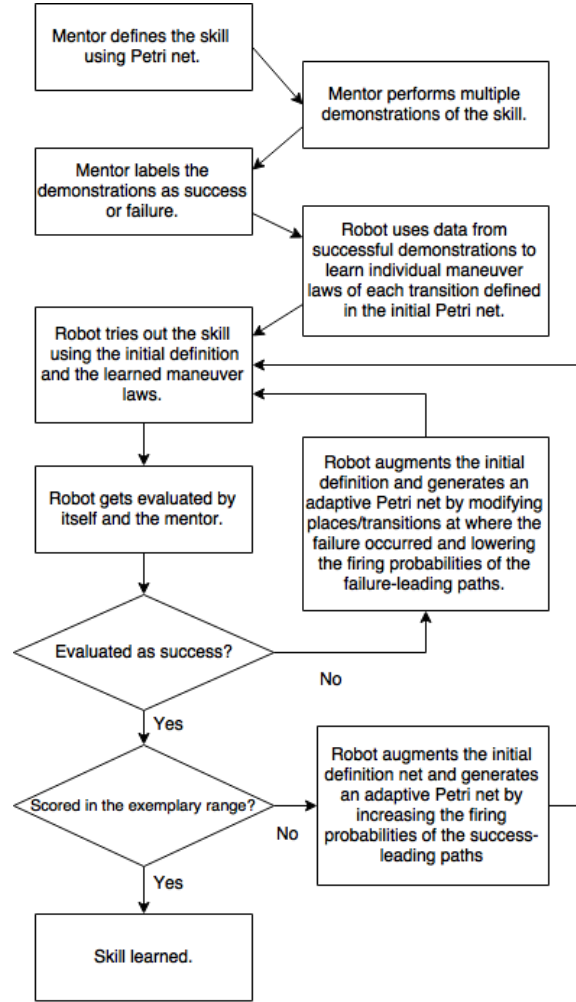 Mentor defines the skill
using Petri net.
Mentor performs multiple
demonstrations of the skill.
Mentor labels the
demonstrations as success
or failure.
Robot uses data from
successful demonstrations to
learn individual maneuver
laws of each transition defined
in the initial Petri net.
Robot tries out the skill
using the initial definition
and the learned maneuver
laws.
Robot augments the initial
definition and generates an
adaptive Petri net by modifying
places/transitions at where the
failure occurred and lowering
the firing probabilities of the
failure-leading paths.
Robot gets evaluated by
itself and the mentor.
Evaluated as success?
No
Yes
Scored in the exemplary range?
No
Robot augments the initial
definition net and generates
an adaptive Petri net by
increasing the firing
probabilities of the success-
leading paths
Yes
Skill learned.